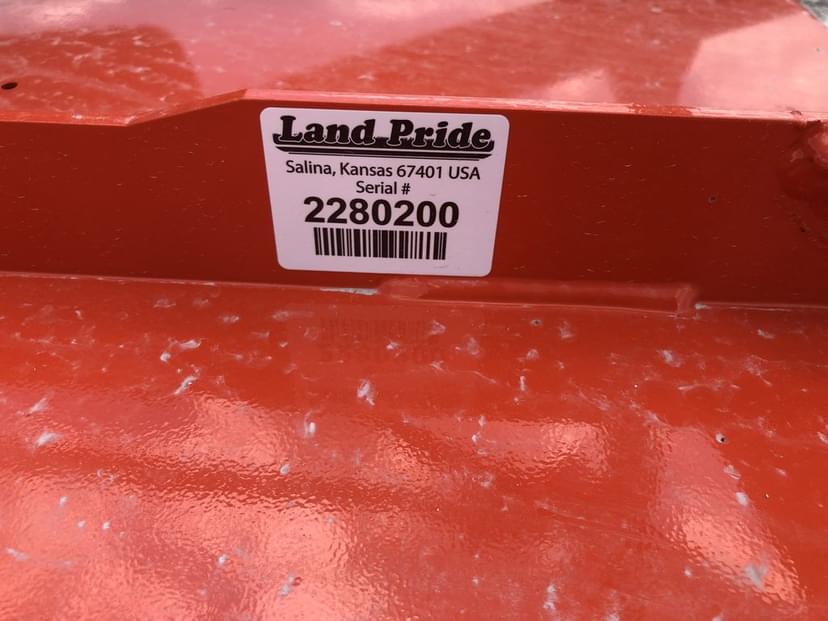 Land Pride
Salina, Kansas 67401 USA
Serial #
2280200